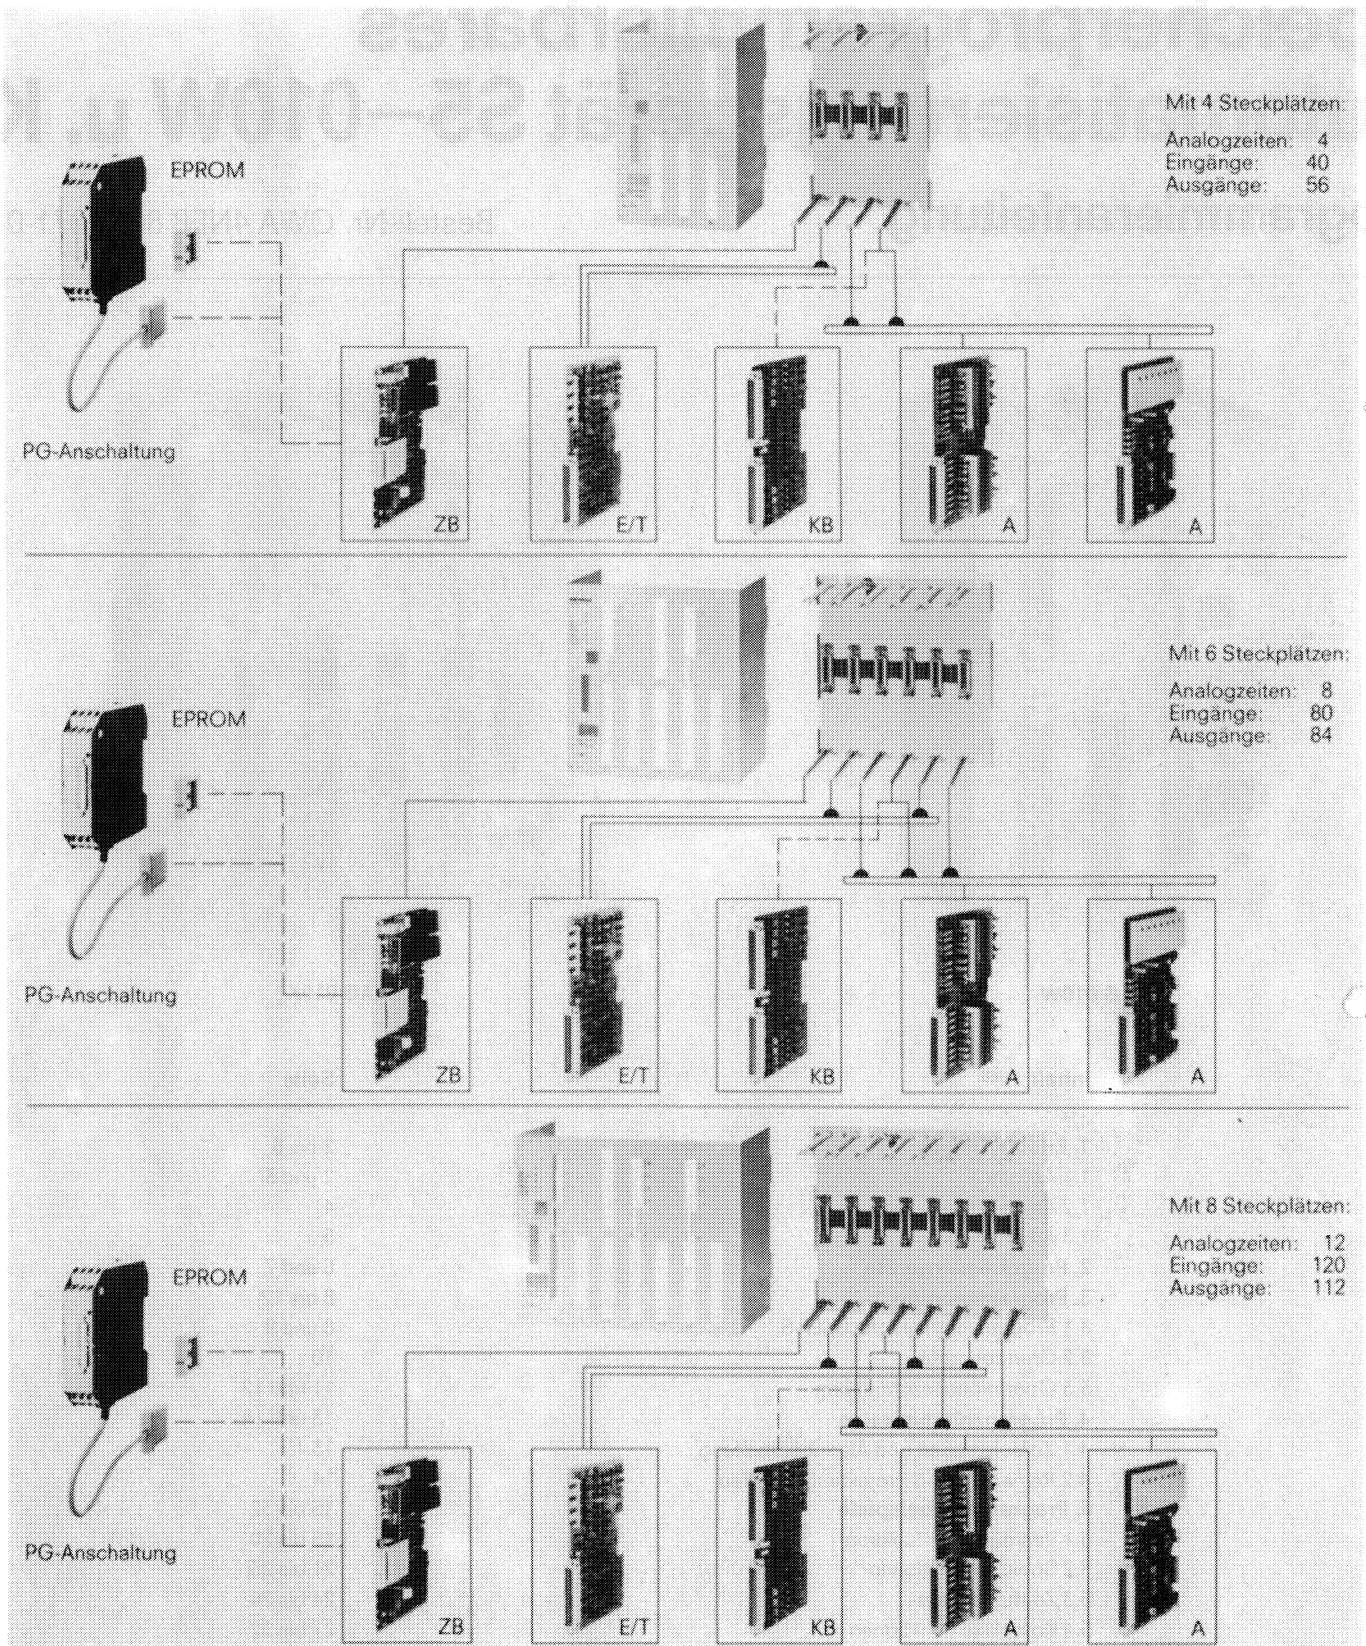 Mit 4 Steckplätzen:
Analogzeiten: 4
Eingänge: 40
Ausgänge: 56
EPROM
PG-Anschaltung
ZB
E/T
KB
A
A
Mit 6 Steckplätzen:
Analogzeiten: 8
Eingänge: 80
Ausgänge: 84
EPROM
PG-Anschaltung
ZB
E/T
KB
A
A
Mit 8 Steckplätzen:
Analogzeiten: 12
Eingänge: 120
Ausgänge: 112
EPROM
PG-Anschaltung
ZB
E/T
KB
A
A